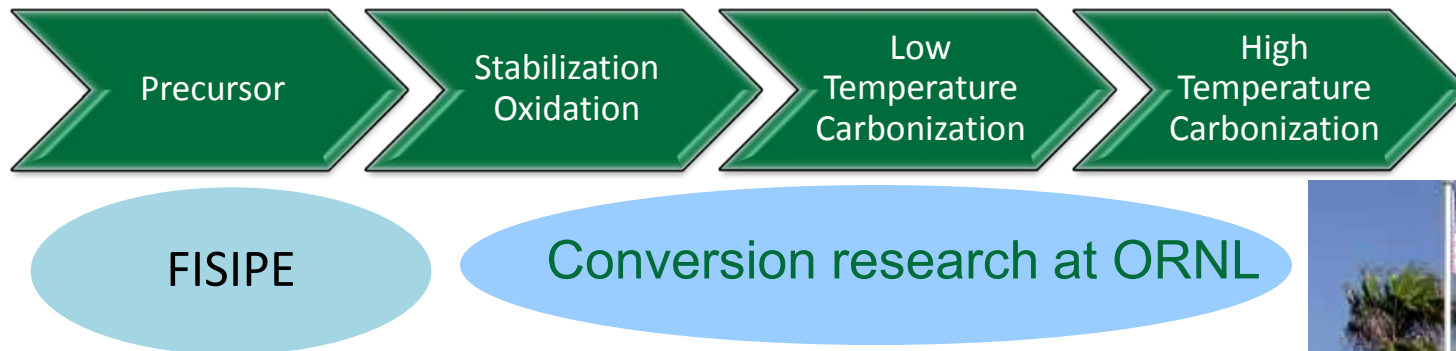 Precursor
Stabilization
Oxidation
Low
Temperature
Carbonization
High
Temperature
Carbonization
FISIPE
Conversion research at ORNL